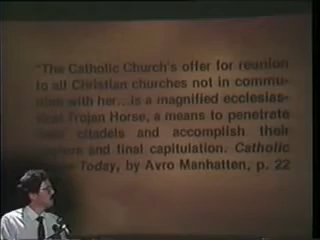 "The Catholic Church's offer for reunion
to all Christian churches not in commu-
with her...is a magnified ecclesias-
Trojan Horse, a means to penetrate
citadels and accomplish their
and final capitulation. Catholic
Today, by Avro Manhatten, p. 22